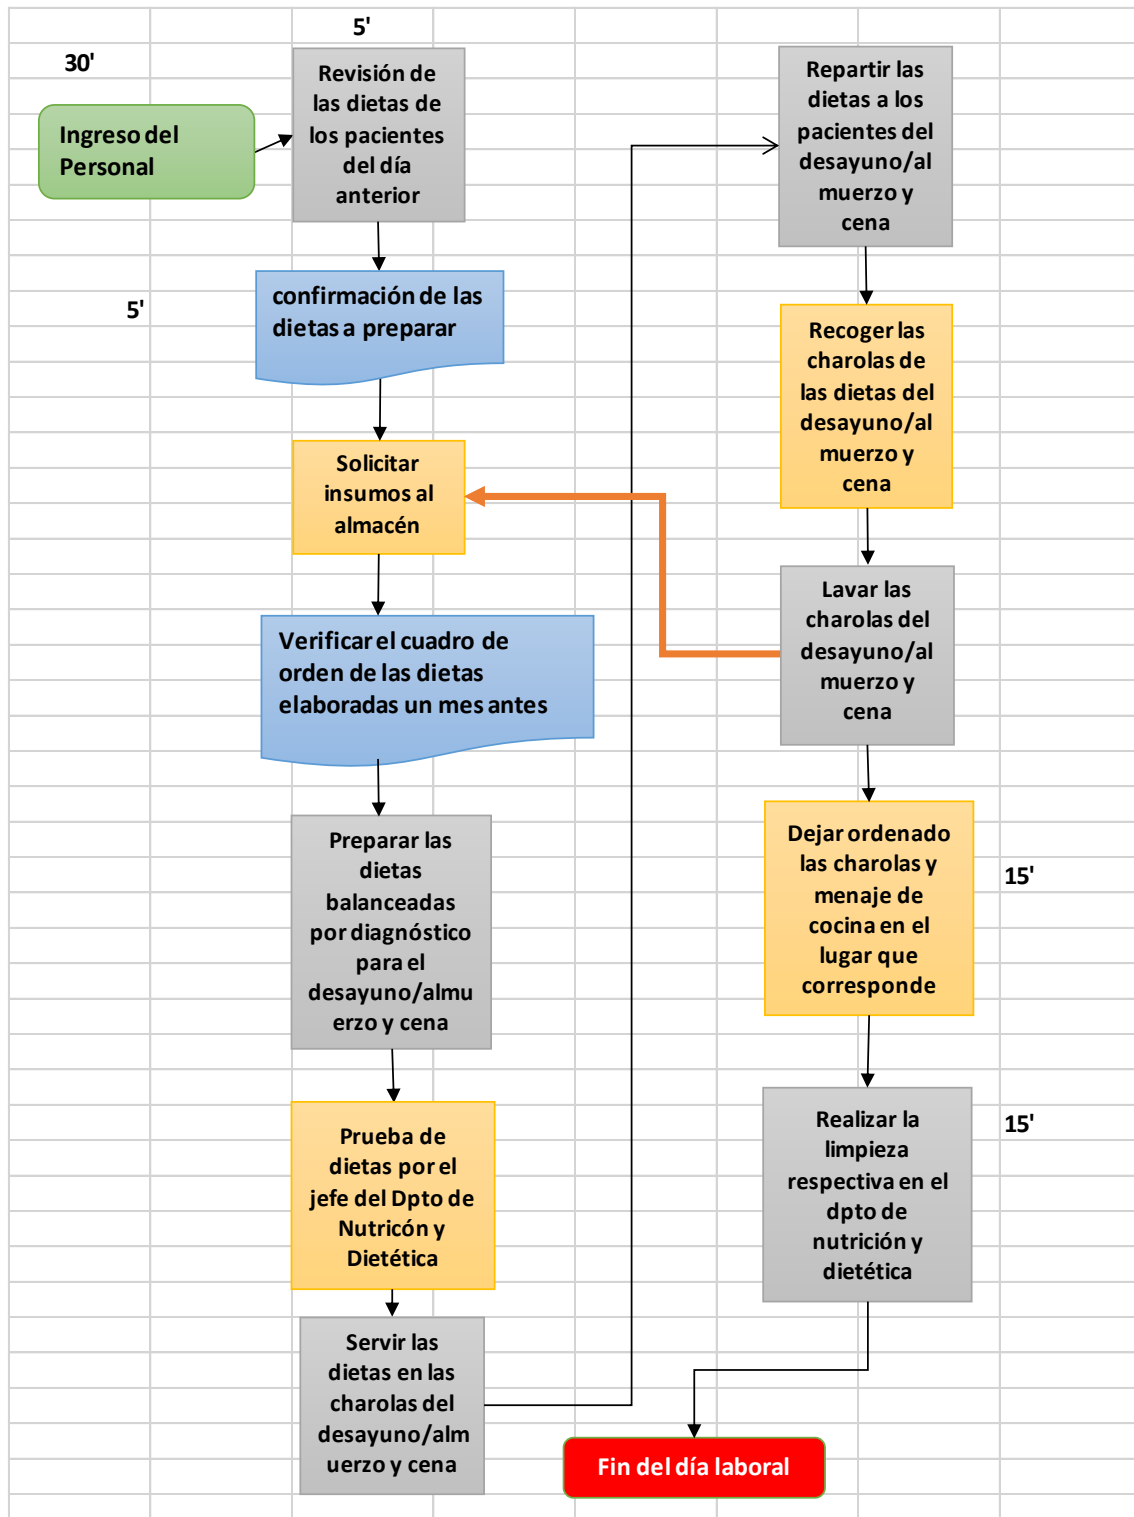 5'
30'
Ingreso del
Personal
Revisión de
las dietas de
los pacientes
del día
anterior
5'
confirmación de las
dietas a preparar
Solicitar
insumos al
almacén
Verificar el cuadro de
orden de las dietas
elaboradas un mes antes
Preparar las
dietas
balanceadas
por diagnóstico
para el
desayuno/almu
erzo y cena
Prueba de
dietas por el
jefe del Dpto de
Nutricón y
Dietética
Servir las
dietas en las
charolas del
desayuno/alm
uerzo y cena
Repartir las
dietas a los
pacientes del
desayuno/al
muerzo y
cena
Recoger las
charolas de
las dietas del
desayuno/al
muerzo y
cena
Lavar las
charolas del
desayuno/al
muerzo y
cena
Dejar ordenado
las charolas y
menaje de
cocina en el
lugar que
corresponde
15'
Realizar la
limpieza
respectiva en el
dpto de
nutrición y
dietética
15'
Fin del día laboral